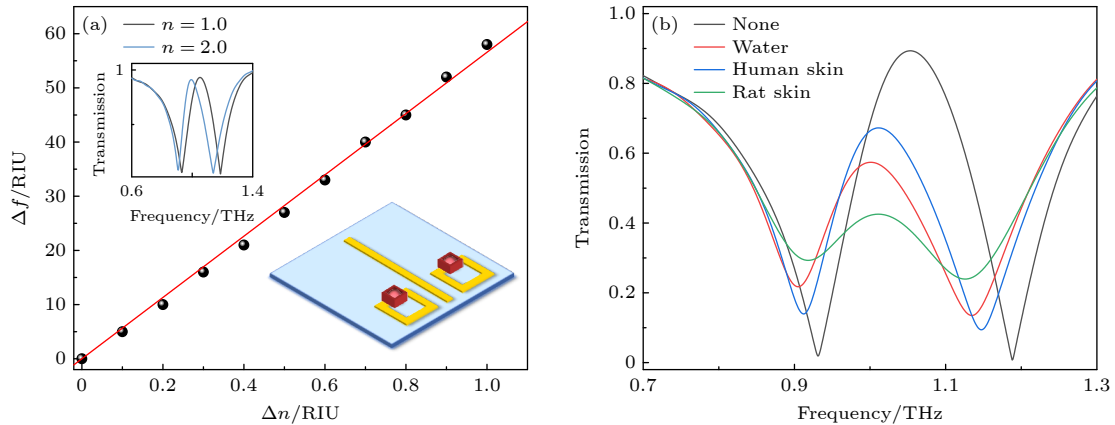 (a)
n = 1.0
n = 2.0
1
Transmission
0.6
1.4
Frequency/THz
60
50
40
30
20
10
0
Δf/RIU
0
0.2
0.4
0.6
0.8
1.0
Δn/RIU
(b)
None
Water
Human skin
Rat skin
1.0
0.8
0.6
0.4
0.2
0
Transmission
0.7
0.9
1.1
1.3
Frequency/THz